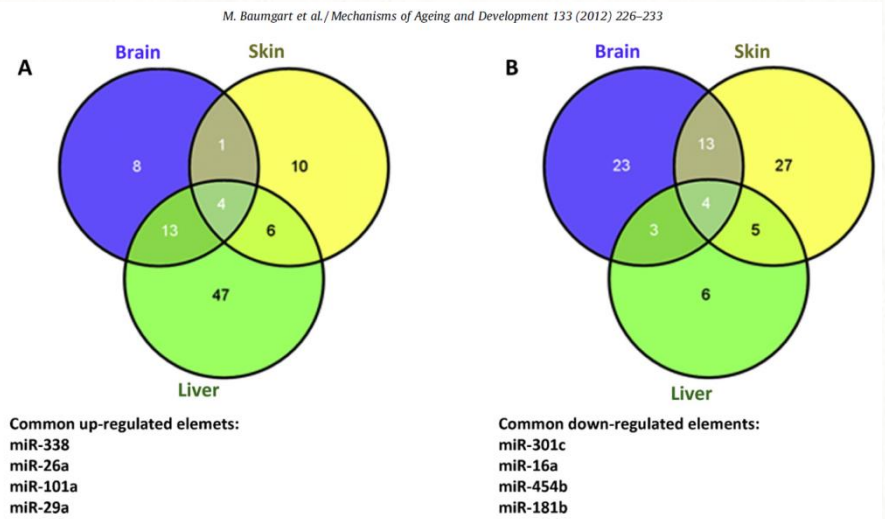 M. Baumgart et al. / Mechanisms of Ageing and Development 133 (2012) 226–233
A
Brain
Skin
8
1
10
4
13
6
47
Liver
Common up-regulated elemets:
miR-338
miR-26a
miR-101a
miR-29a
B
Brain
Skin
23
13
27
4
3
5
6
Liver
Common down-regulated elements:
miR-301c
miR-16a
miR-454b
miR-181b